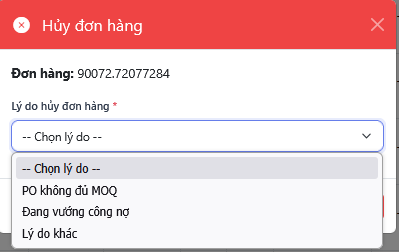 Hủy đơn hàng
Đơn hàng: 90072.72077284
Lý do hủy đơn hàng *
-- Chọn lý do --
-- Chọn lý do --
PO không đủ MOQ
Đang vướng công nợ
Lý do khác